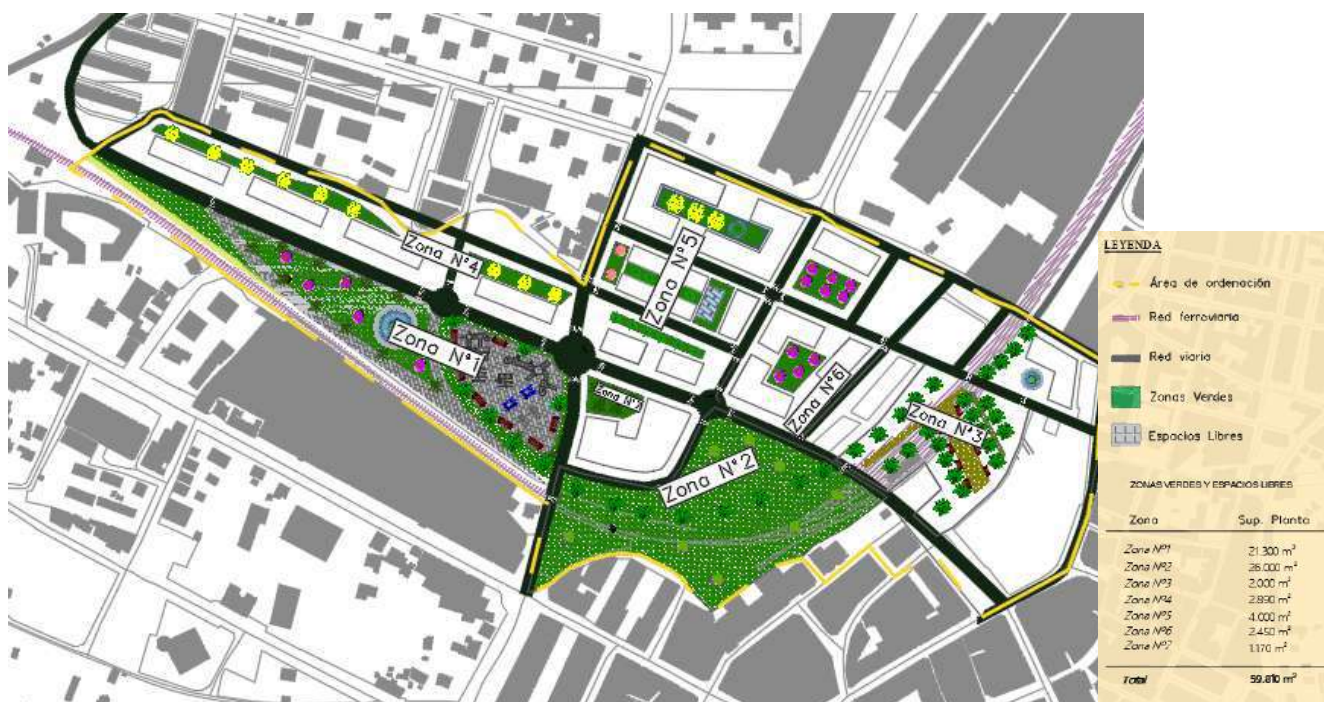 Zona Nº4
Zona Nº5
Zona Nº1
Zona Nº6
Zona Nº7
Zona Nº3
Zona Nº2
LEYENDA
Área de ordenación
Red ferroviaria
Red viaria
Zonas Verdes
Espacios Libres
ZONAS VERDES Y ESPACIOS LIBRES
Zona Sup. Planta
Zona Nº1 21.300 m²
Zona Nº2 26.000 m²
Zona Nº3 2.000 m²
Zona Nº4 2.890 m²
Zona Nº5 4.000 m²
Zona Nº6 2.450 m²
Zona Nº7 1.170 m²
Total 59.810 m²